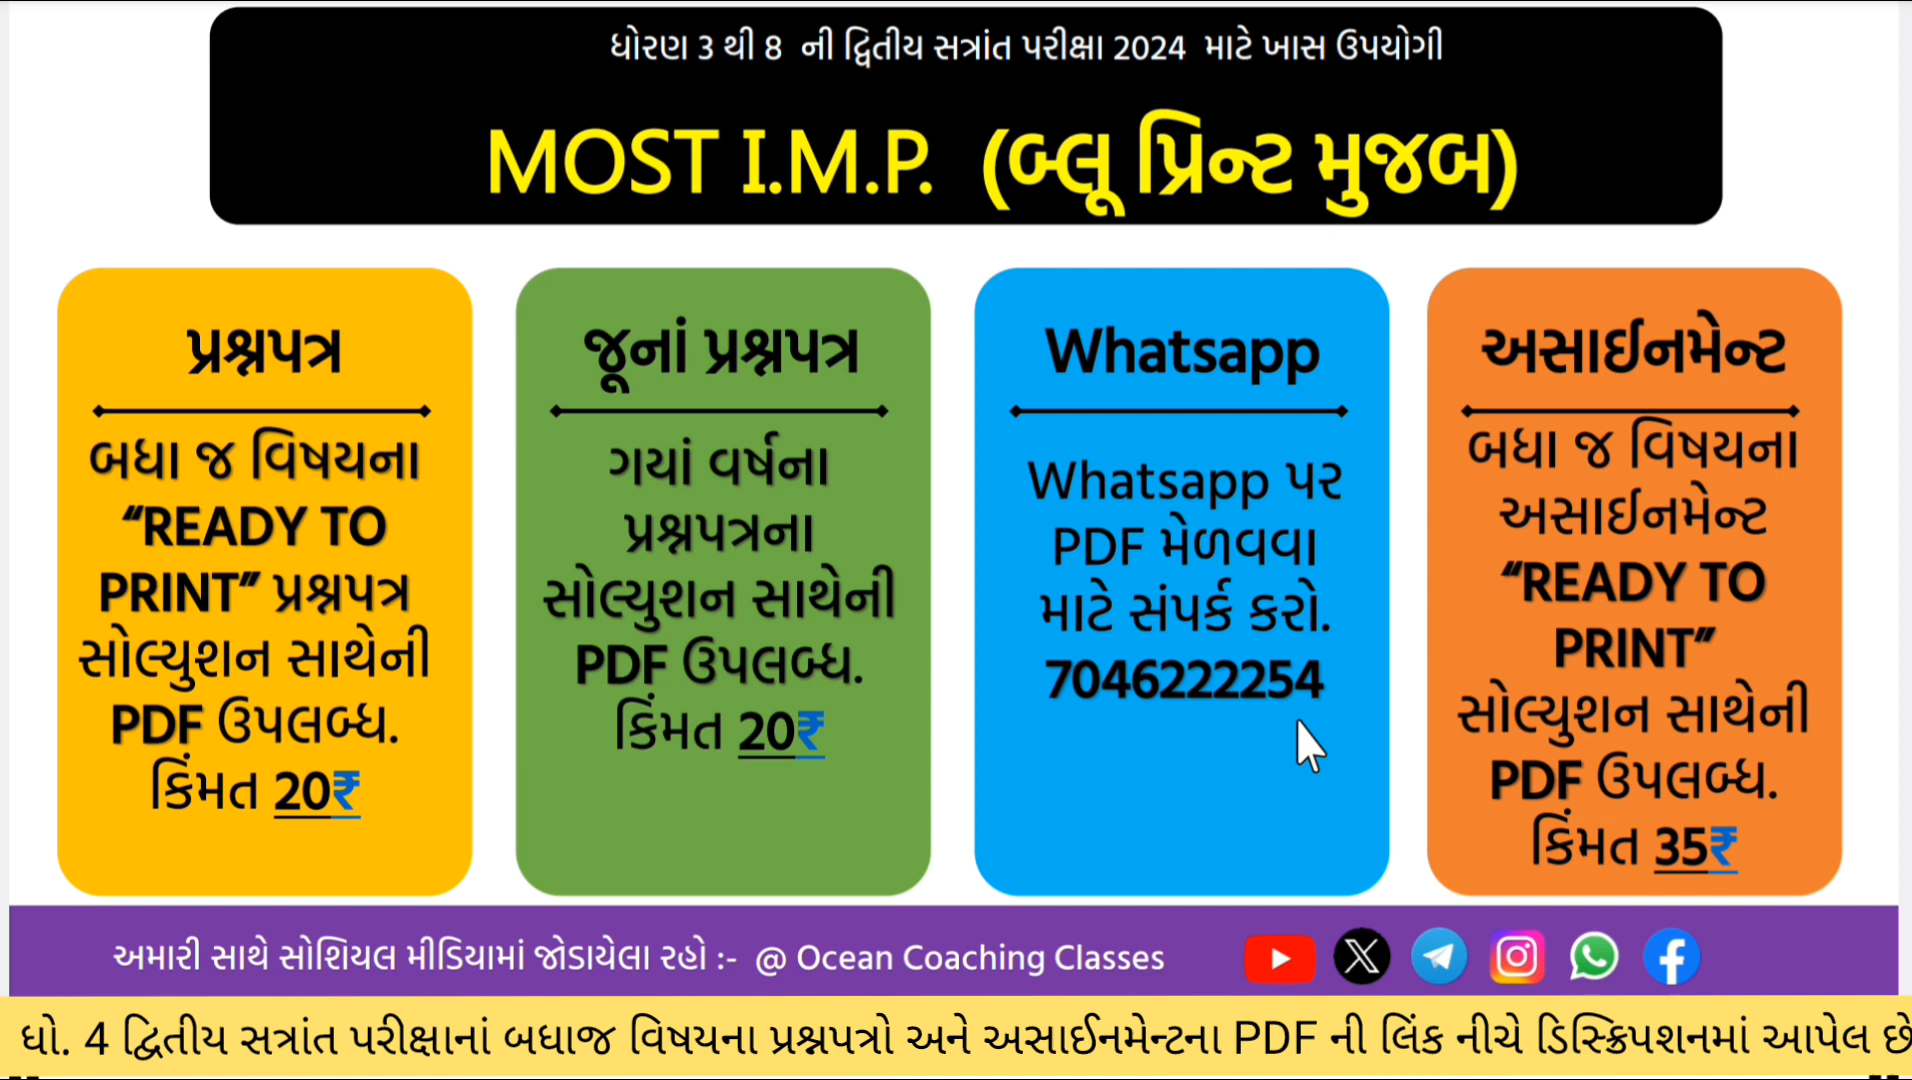 ધોરણ 3 થી 8 ની દ્વિતીય સત્રાંત પરીક્ષા 2024 માટે ખાસ ઉપયોગી
MOST I.M.P. (બ્લૂ પ્રિન્ટ મુજબ)
પ્રશ્નપત્ર
બધા જ વિષયના
“READY TO
PRINT” પ્રશ્નપત્ર
સોલ્યુશન સાથેની
PDF ઉપલબ્ધ.
કિંમત 20₹
જૂનાં પ્રશ્નપત્ર
ગયાં વર્ષના
પ્રશ્નપત્રના
સોલ્યુશન સાથેની
PDF ઉપલબ્ધ.
કિંમત 20₹
Whatsapp
Whatsapp પર
PDF મેળવવા
માટે સંપર્ક કરો.
7046222254
અસાઈનમેન્ટ
બધા જ વિષયના
અસાઈનમેન્ટ
“READY TO
PRINT”
સોલ્યુશન સાથેની
PDF ઉપલબ્ધ.
કિંમત 35₹
અમારી સાથે સોશિયલ મીડિયામાં જોડાયેલા રહો :- @ Ocean Coaching Classes
ધો. 4 દ્વિતીય સત્રાંત પરીક્ષાનાં બધાજ વિષયના પ્રશ્નપત્રો અને અસાઈનમેન્ટના PDF ની લિંક નીચે ડિસ્ક્રિપશનમાં આપેલ છે